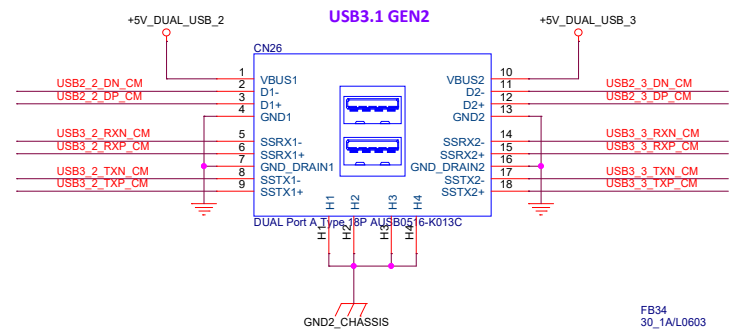 USB3.1 GEN2
+5V_DUAL_USB_2
+5V_DUAL_USB_3
CN26
1 VBUS1 VBUS2 10
USB2_2_DN_CM 2 D1- D2- 11 USB2_3_DN_CM
USB2_2_DP_CM 3 D1+ D2+ 12 USB2_3_DP_CM
4 GND1 GND2 13
USB3_2_RXN_CM 5 SSRX1- SSRX2- 14 USB3_3_RXN_CM
USB3_2_RXP_CM 6 SSRX1+ SSRX2+ 15 USB3_3_RXP_CM
7 GND_DRAIN1 GND_DRAIN2 16
USB3_2_TXN_CM 8 SSTX1- SSTX2- 17 USB3_3_TXN_CM
USB3_2_TXP_CM 9 SSTX1+ SSTX2+ 18 USB3_3_TXP_CM
H1 H2 H3 H4
DUAL Port A Type 18P AUSB0516-K013C
H1 H2 H3 H4
GND2_CHASSIS
FB34
30_1A/L0603